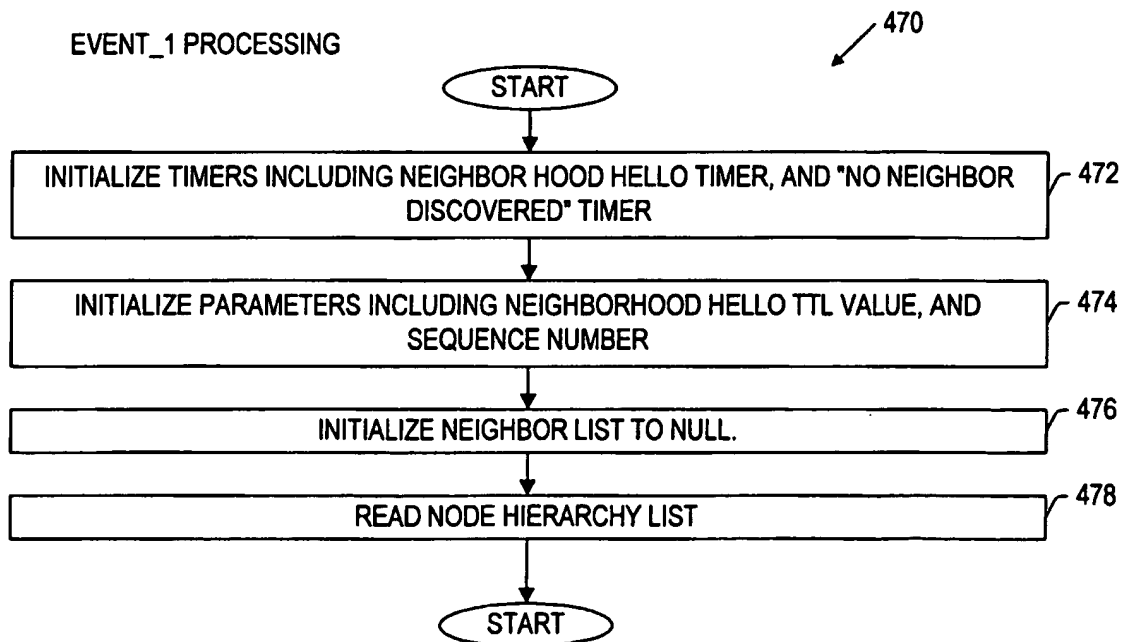 EVENT_1 PROCESSING
470
START
INITIALIZE TIMERS INCLUDING NEIGHBOR HOOD HELLO TIMER, AND "NO NEIGHBOR
DISCOVERED" TIMER
472
INITIALIZE PARAMETERS INCLUDING NEIGHBORHOOD HELLO TTL VALUE, AND
SEQUENCE NUMBER
474
INITIALIZE NEIGHBOR LIST TO NULL.
476
READ NODE HIERARCHY LIST
478
START